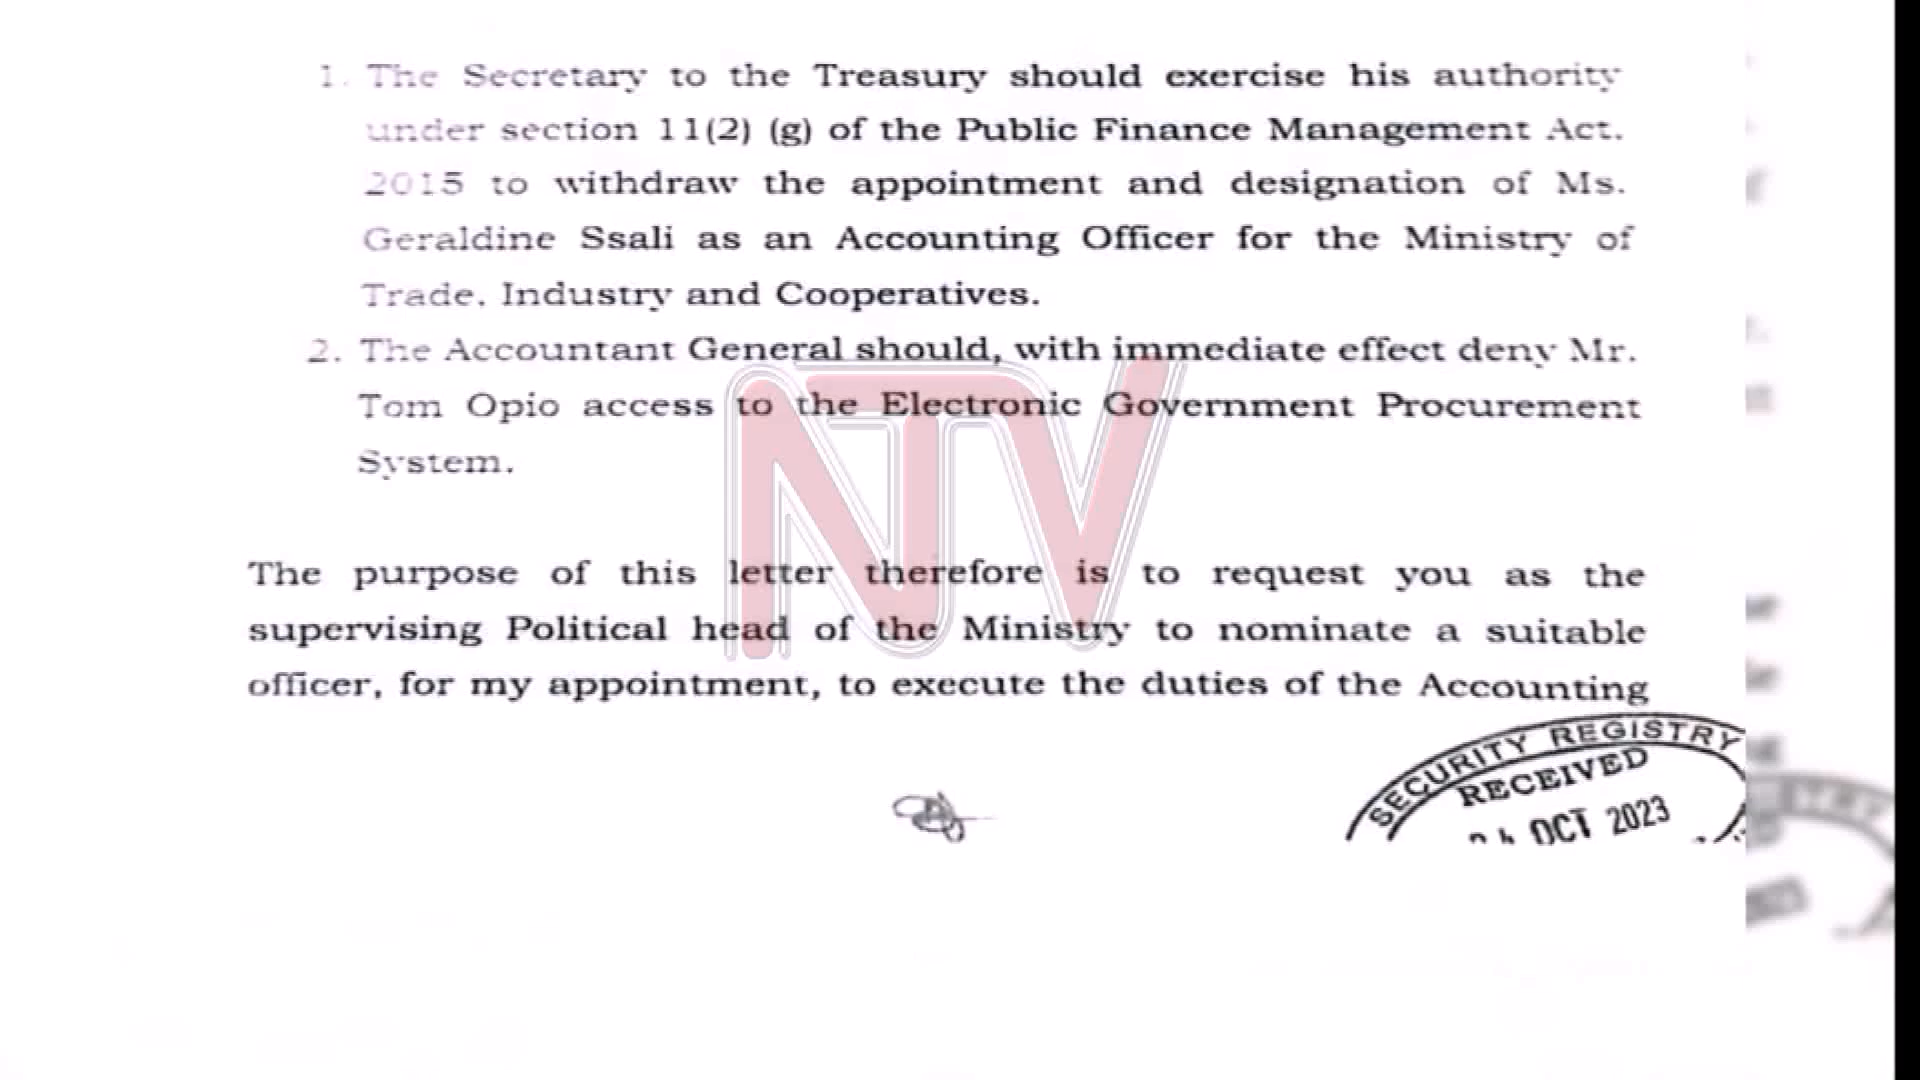 1. The Secretary to the Treasury should exercise his authority
under section 11(2) (g) of the Public Finance Management Act.
2015 to withdraw the appointment and designation of Ms.
Geraldine Ssali as an Accounting Officer for the Ministry of
Trade. Industry and Cooperatives.
2. The Accountant General should, with immediate effect deny Mr.
Tom Opio access to the Electronic Government Procurement
System.
NTV
The purpose of this letter therefore is to request you as the
supervising Political head of the Ministry to nominate a suitable
officer, for my appointment, to execute the duties of the Accounting
SECURITY REGISTRY
RECEIVED
OCT 2023